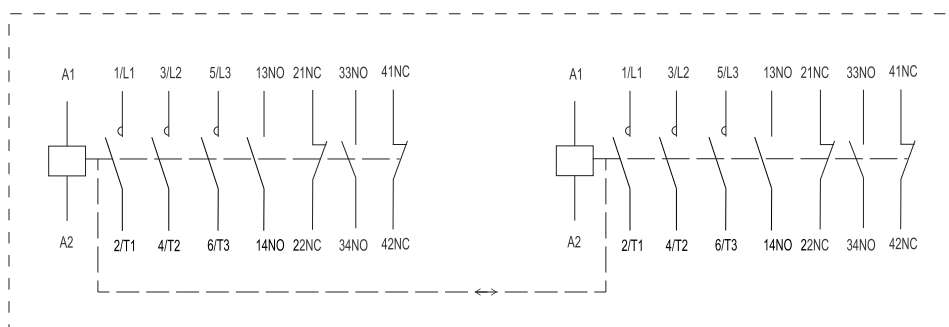 A1 1/L1 3/L2 5/L3 13NO 21NC 33NO 41NC A1 1/L1 3/L2 5/L3 13NO 21NC 33NO 41NC
A2 2/T1 4/T2 6/T3 14NO 22NC 34NO 42NC A2 2/T1 4/T2 6/T3 14NO 22NC 34NO 42NC